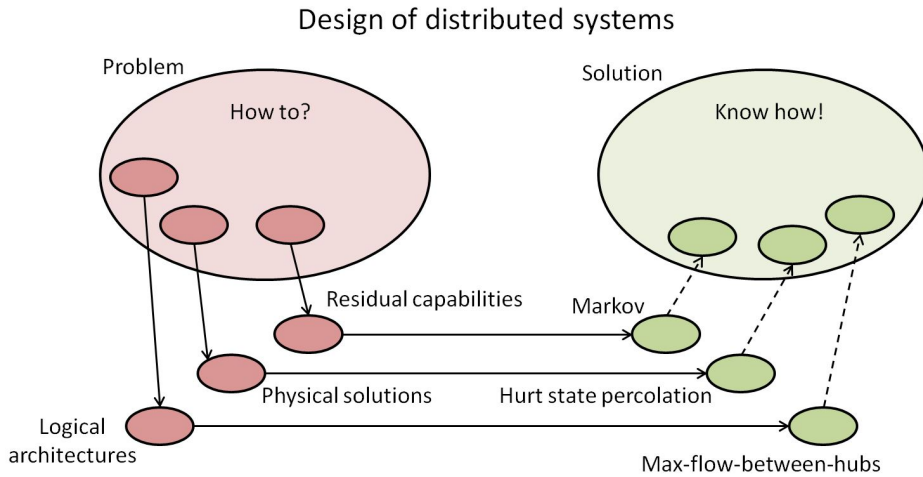 Design of distributed systems
Problem
Solution
How to?
Know how!
Residual capabilities
Markov
Physical solutions
Hurt state percolation
Logical
architectures
Max-flow-between-hubs